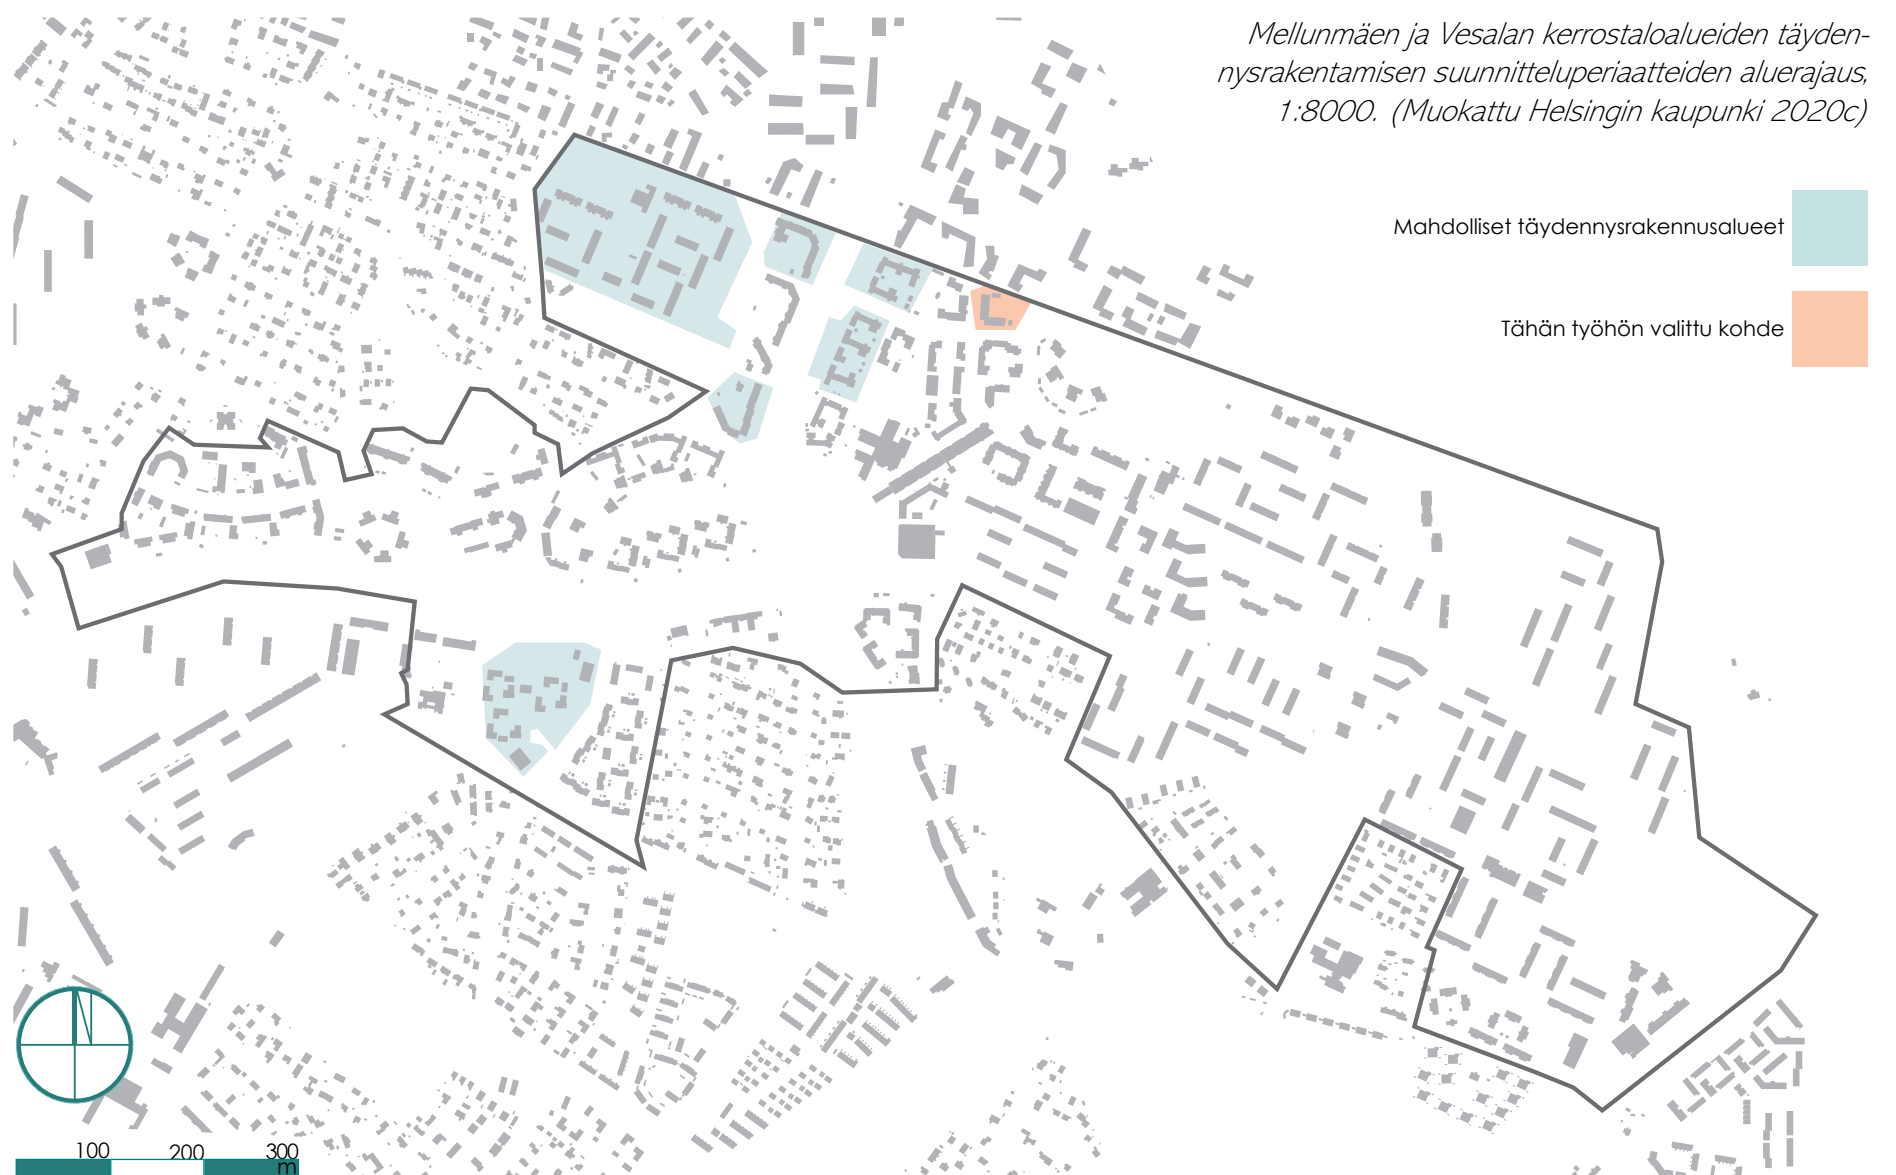 Mellunmäen ja Vesalan kerrostaloalueiden täyden-
nysrakentamisen suunnitteluperiaatteiden aluerajaus,
1:8000. (Muokattu Helsingin kaupunki 2020c)
Mahdolliset täydennysrakennusalueet
Tähän työhön valittu kohde
100 200 300
m